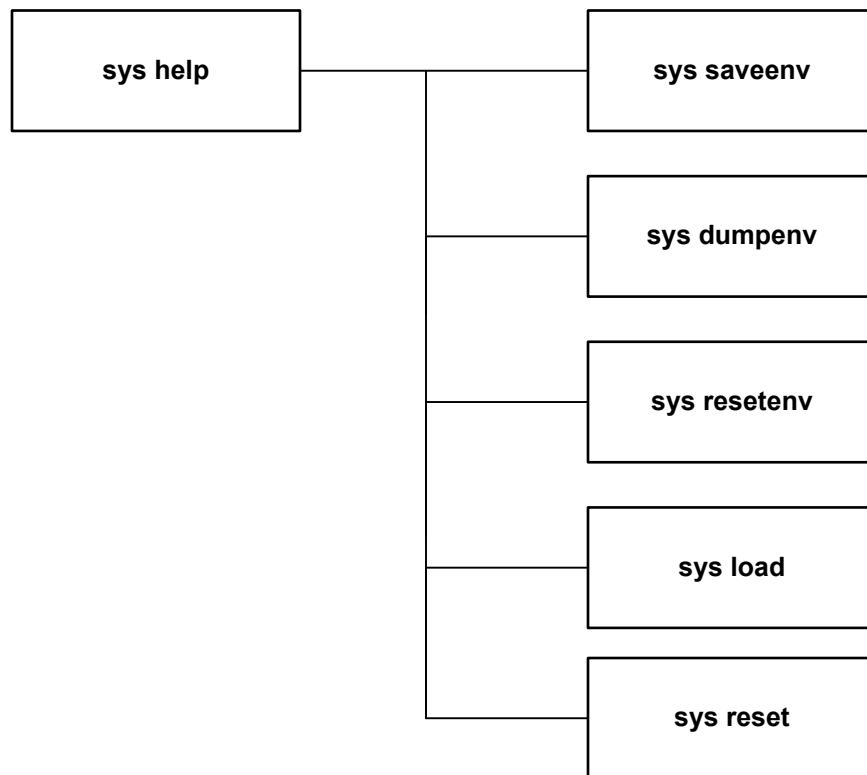 sys help
sys saveenv
sys dumpenv
sys resetenv
sys load
sys reset